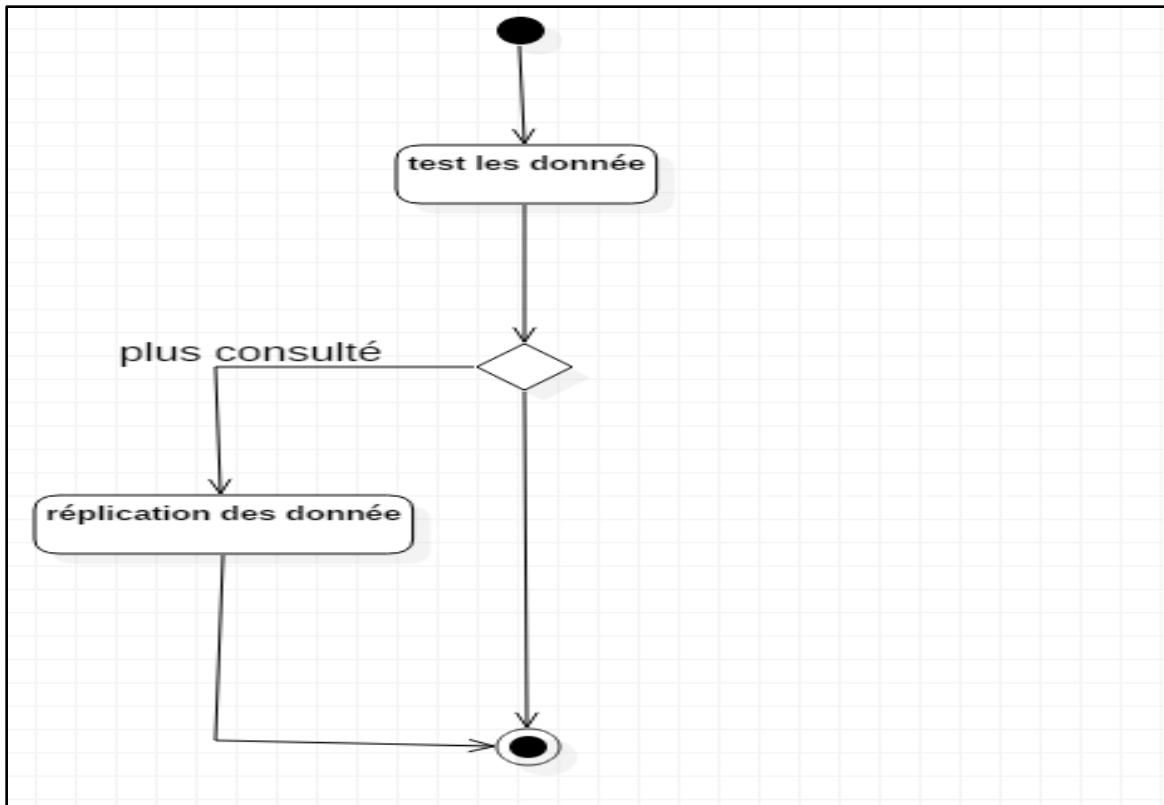 test les donnée
plus consulté
réplication des donnée